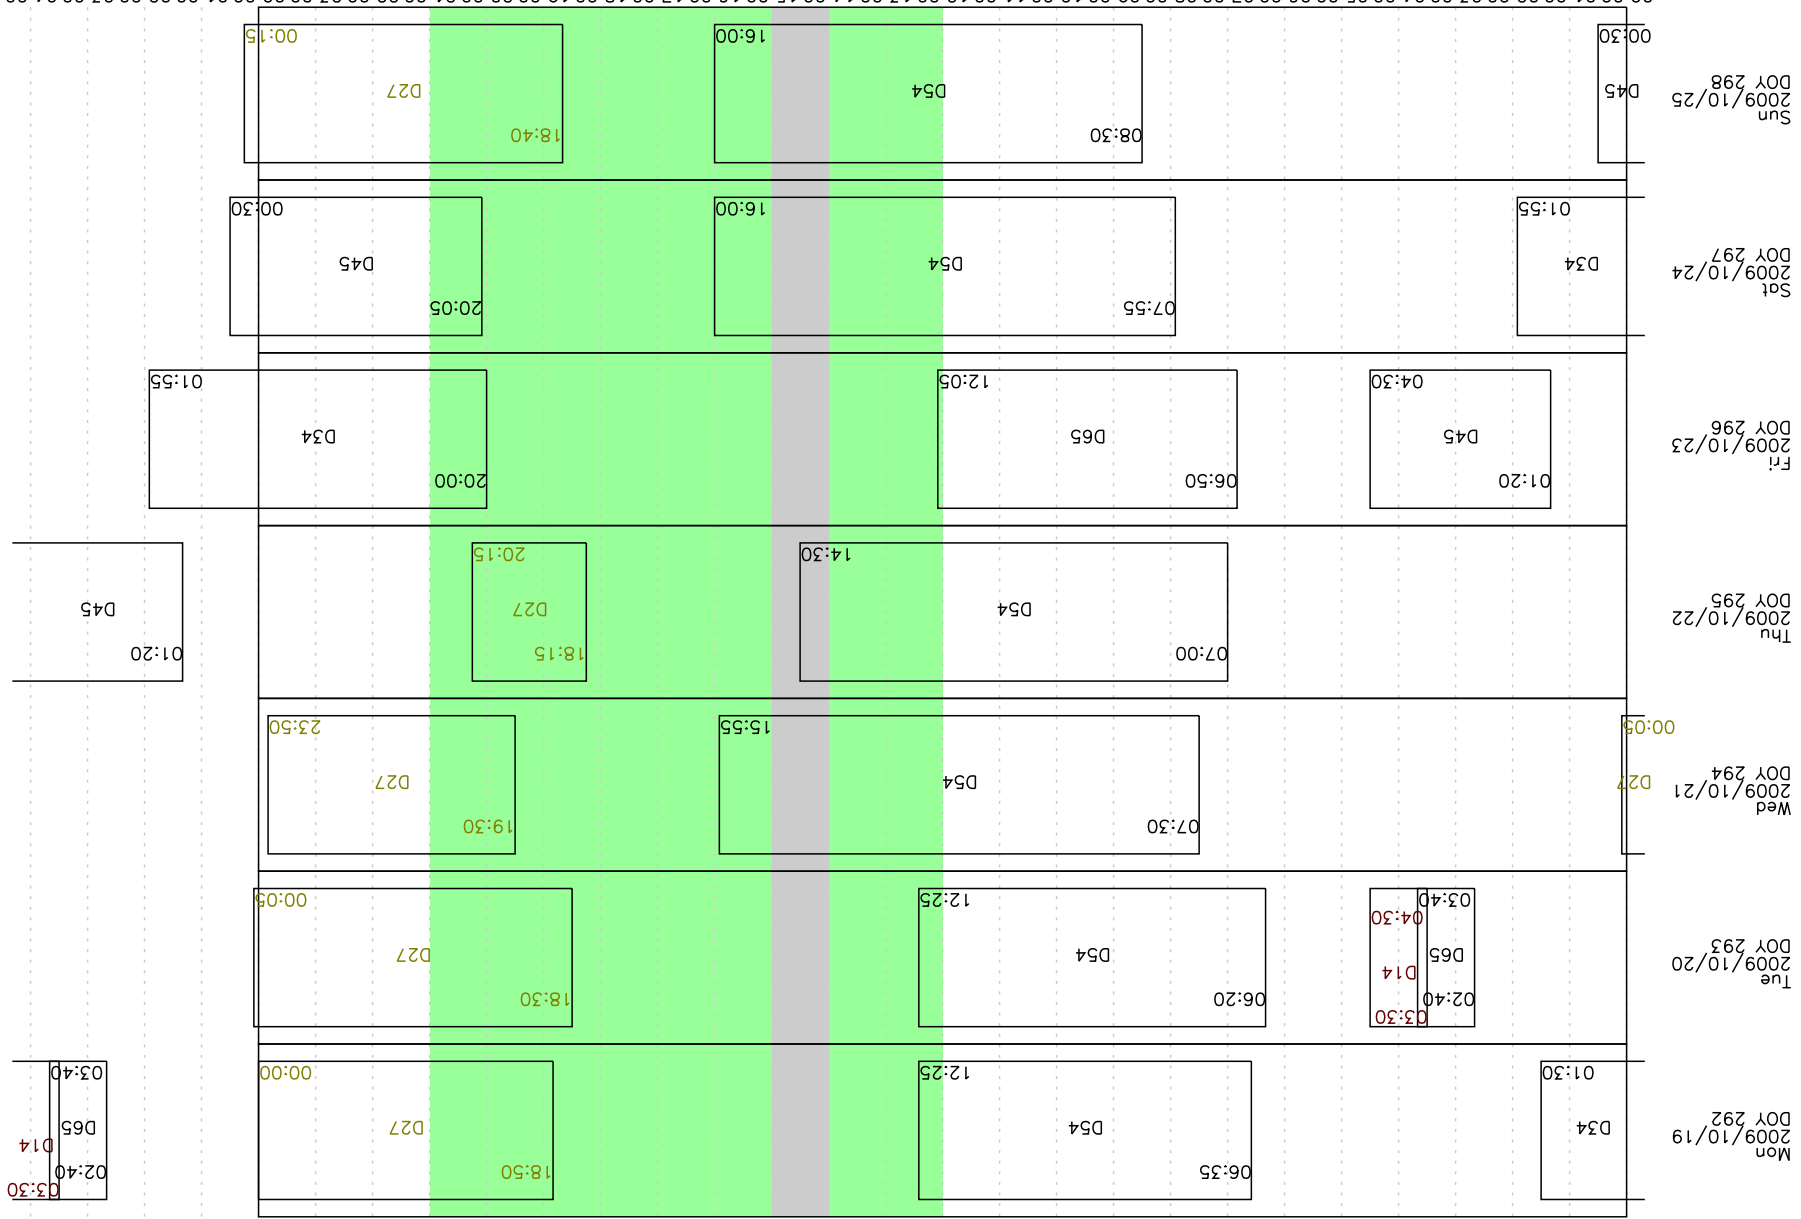 Mon
2009/10/19
DOY 292
D34
01:30
06:35
D54
12:25
18:50
D27
00:00
02:40
D65
03:40
03:30
D14
Tue
2009/10/20
DOY 293
02:40
D65
03:40
03:30
D14
04:30
06:20
D54
12:25
18:30
D27
00:05
Wed
2009/10/21
DOY 294
D27
00:05
07:30
D54
15:55
19:30
D27
23:50
Thu
2009/10/22
DOY 295
07:00
D54
14:30
18:15
D27
20:15
01:20
D45
Fri
2009/10/23
DOY 296
01:20
D45
04:30
06:50
D65
12:05
20:00
D34
01:55
Sat
2009/10/24
DOY 297
D34
01:55
07:55
D54
16:00
20:05
D45
00:30
Sun
2009/10/25
DOY 298
D45
00:30
08:30
D54
16:00
18:40
D27
00:15